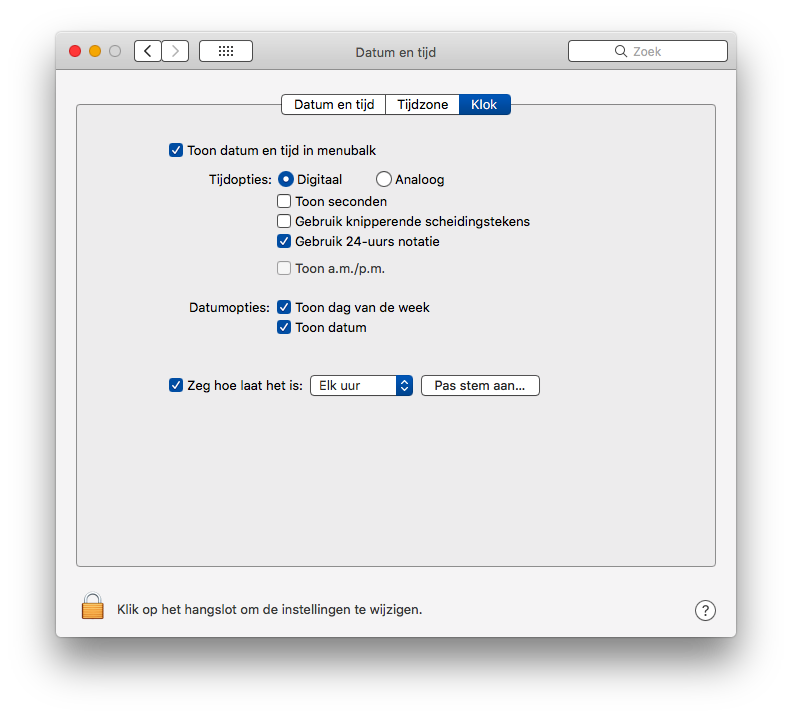 Datum en tijd
Zoek
Datum en tijd Tijdzone Klok
Toon datum en tijd in menubalk
Tijdopties: Digitaal Analoog
Toon seconden
Gebruik knipperende scheidingstekens
Gebruik 24-uurs notatie
Toon a.m./p.m.
Datumopties: Toon dag van de week
Toon datum
Zeg hoe laat het is: Elk uur Pas stem aan...
Klik op het hangslot om de instellingen te wijzigen. ?